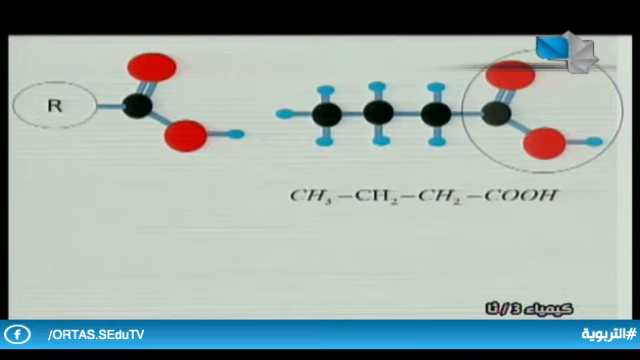 R
CH₃ – CH₂ – CH₂ – COOH
كيمياء / 3 ثا
/ORTAS.SEduTV
#التربوية